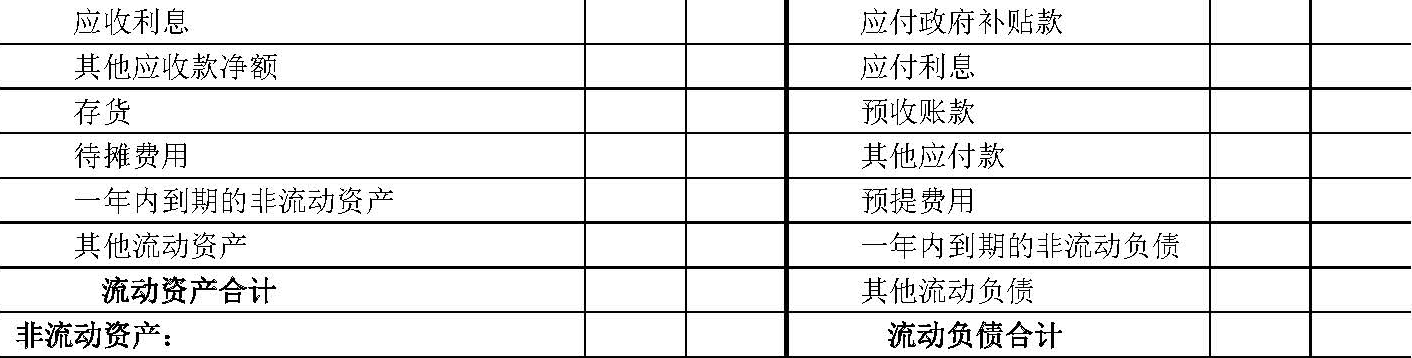 应收利息 应付政府补贴款
其他应收款净额 应付利息
存货 预收账款
待摊费用 其他应付款
一年内到期的非流动资产 预提费用
其他流动资产 一年内到期的非流动负债
流动资产合计 其他流动负债
非流动资产： 流动负债合计